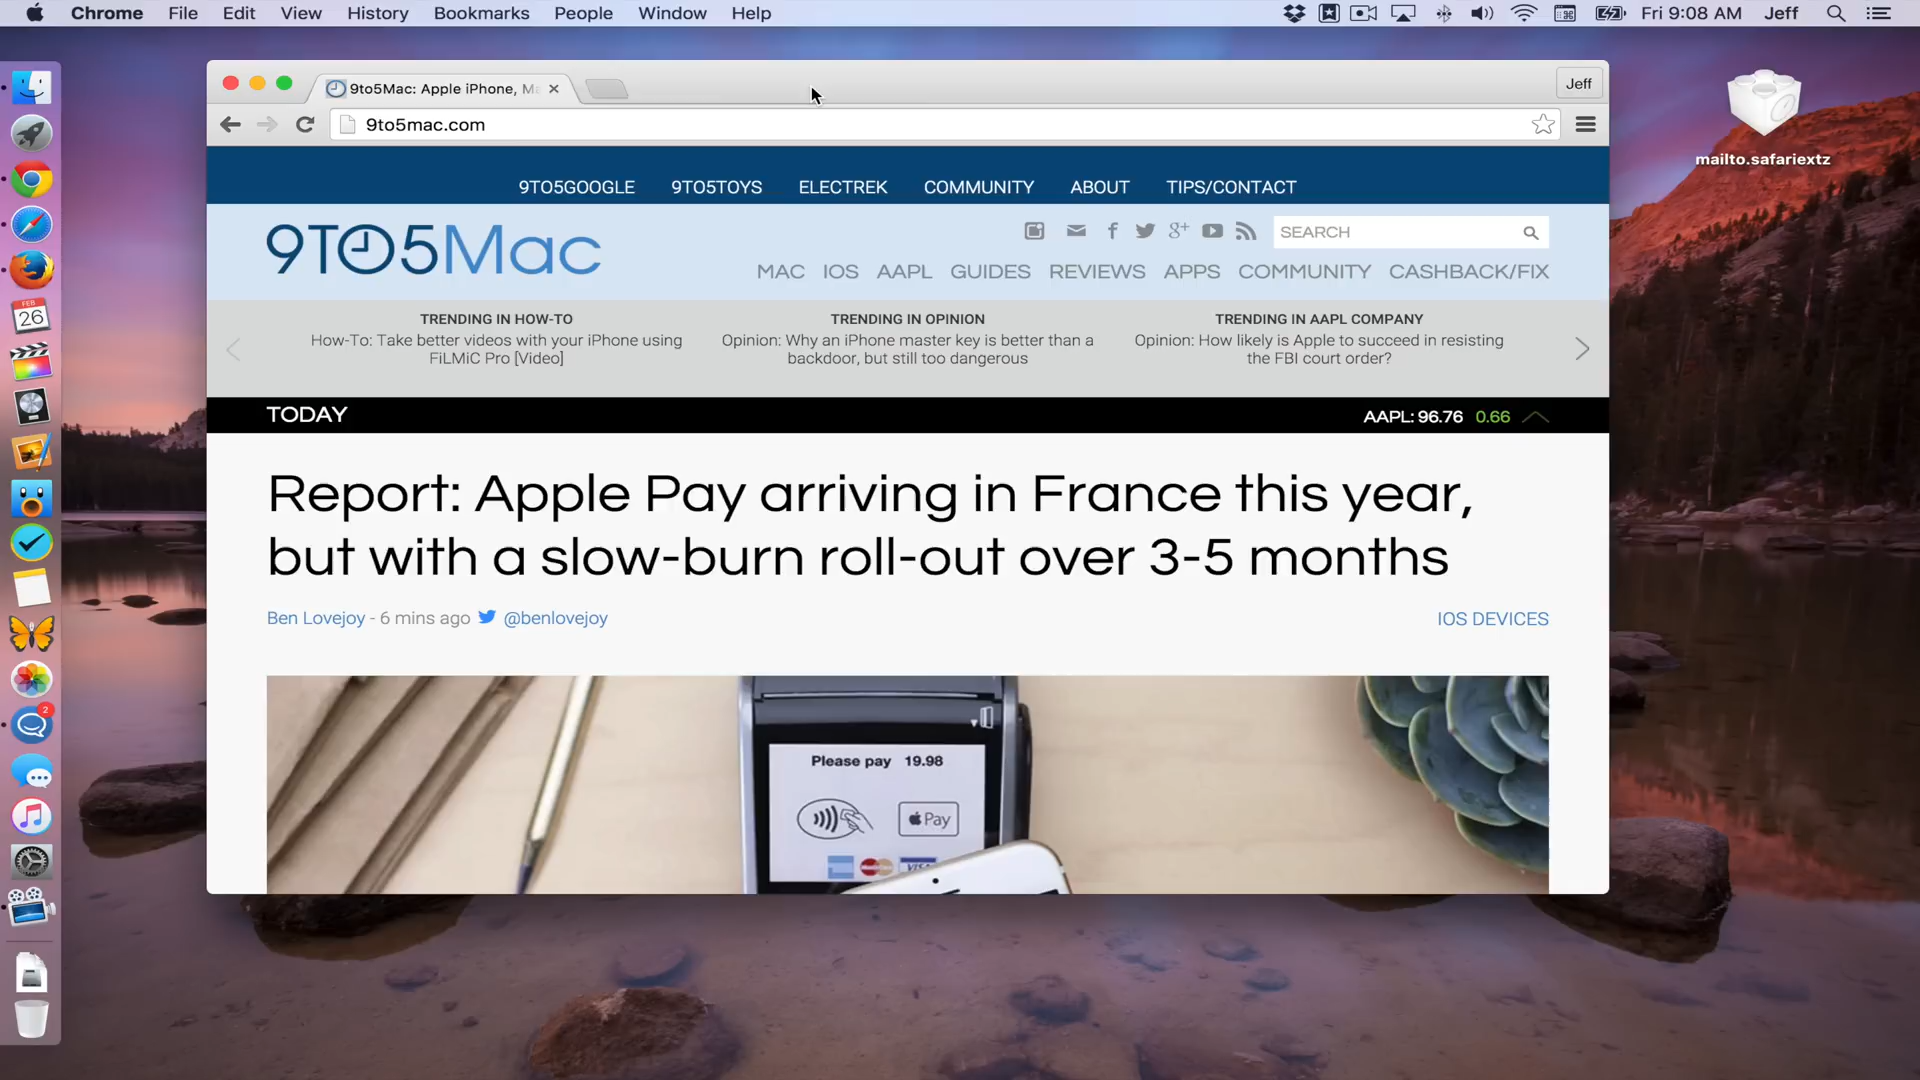 Chrome File Edit View History Bookmarks People Window Help Fri 9:08 AM Jeff
9to5Mac: Apple iPhone, Ma
Jeff
9to5mac.com
mailto.safariextz
9TO5GOOGLE 9TO5TOYS ELECTREK COMMUNITY ABOUT TIPS/CONTACT
9TO5Mac
SEARCH
MAC IOS AAPL GUIDES REVIEWS APPS COMMUNITY CASHBACK/FIX
TRENDING IN HOW-TO
How-To: Take better videos with your iPhone using
FiLMiC Pro [Video]
TRENDING IN OPINION
Opinion: Why an iPhone master key is better than a
backdoor, but still too dangerous
TRENDING IN AAPL COMPANY
Opinion: How likely is Apple to succeed in resisting
the FBI court order?
TODAY
AAPL: 96.76 0.66
Report: Apple Pay arriving in France this year,
but with a slow-burn roll-out over 3-5 months
Ben Lovejoy - 6 mins ago @benlovejoy
IOS DEVICES
Please pay 19.98
Pay
VISA
FEB
26
2